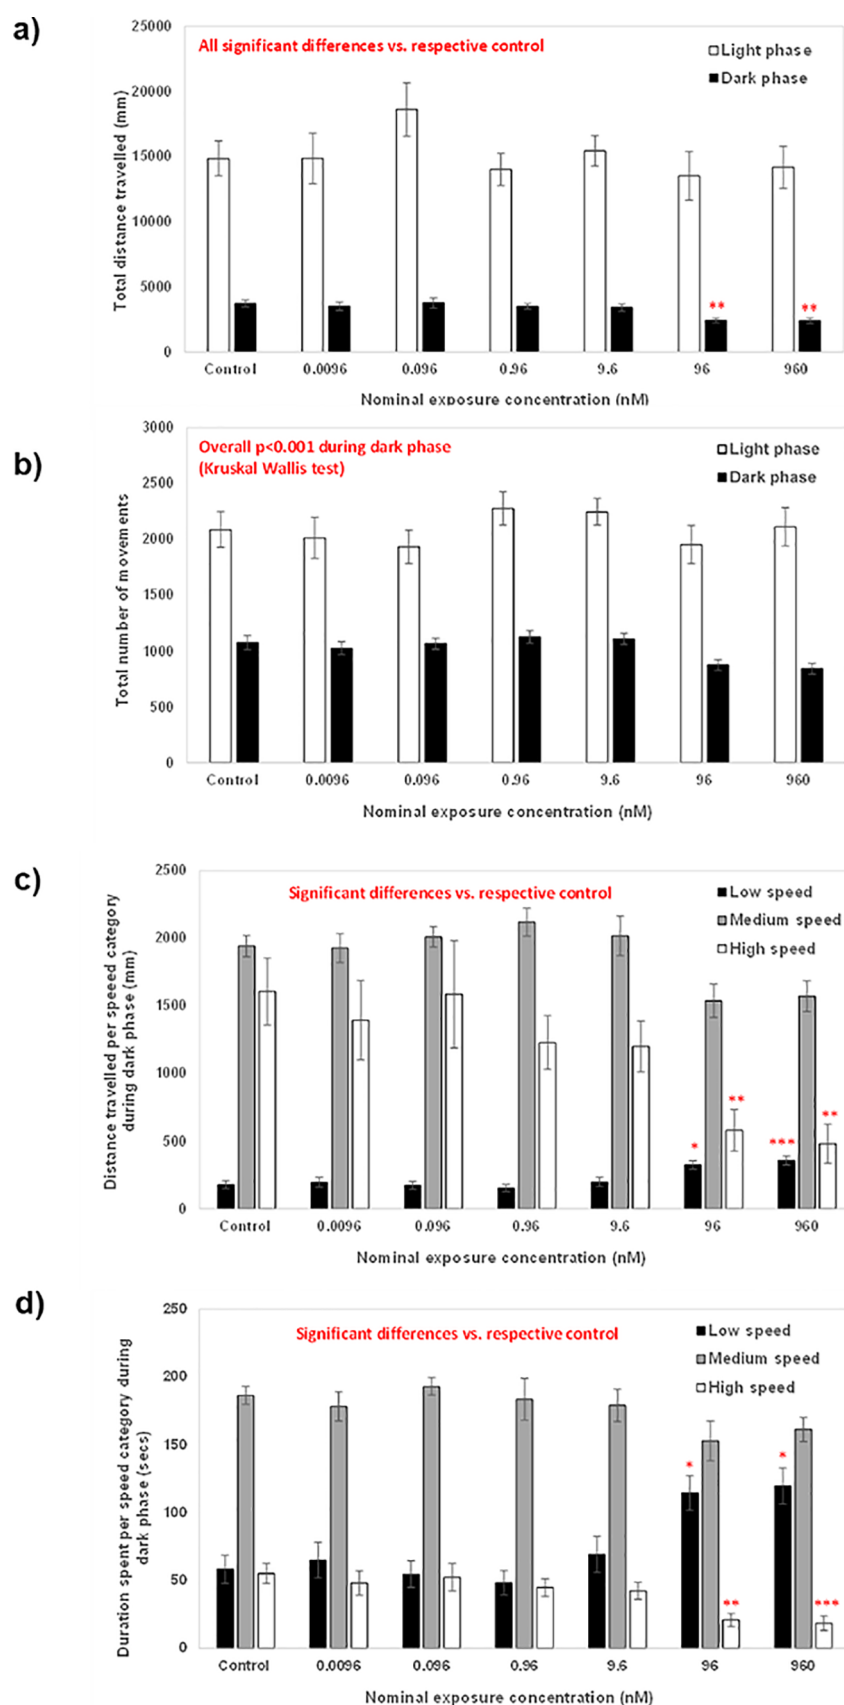 a)
25000
20000
15000
10000
5000
0
Total distance travelled (mm)
All significant differences vs. respective control
Light phase
Dark phase
**
**
Control 0.0096 0.096 0.96 9.6 96 960
Nominal exposure concentration (nM)
b)
3000
2500
2000
1500
1000
500
0
Total number of movements
Overall p<0.001 during dark phase
(Kruskal Wallis test)
Light phase
Dark phase
Control 0.0096 0.096 0.96 9.6 96 960
Nominal exposure concentration (nM)
c)
2500
2000
1500
1000
500
0
Distance travelled per speeed category
during dark phase (mm)
Significant differences vs. respective control
Low speed
Medium speed
High speed
*
**
***
**
Control 0.0096 0.096 0.96 9.6 96 960
Nominal exposure concentration (nM)
d)
250
200
150
100
50
0
Duration spent per speed category during
dark phase (secs)
Significant differences vs. respective control
Low speed
Medium speed
High speed
*
**
*
***
Control 0.0096 0.096 0.96 9.6 96 960
Nominal exposure concentration (nM)